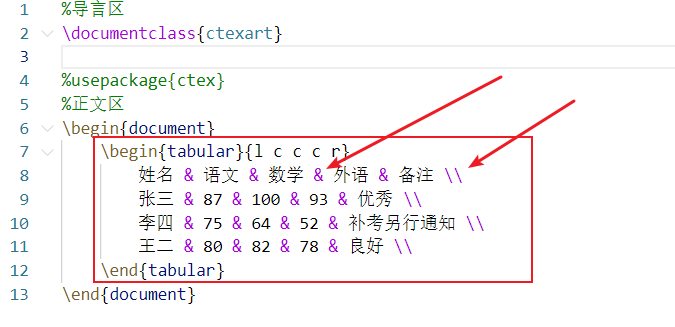 1 %导言区
2 \documentclass{ctexart}
3
4 %usepackage{ctex}
5 %正文区
6 \begin{document}
7 \begin{tabular}{l c c c r}
8 姓名 & 语文 & 数学 & 外语 & 备注 \\
9 张三 & 87 & 100 & 93 & 优秀 \\
10 李四 & 75 & 64 & 52 & 补考另行通知 \\
11 王二 & 80 & 82 & 78 & 良好 \\
12 \end{tabular}
13 \end{document}